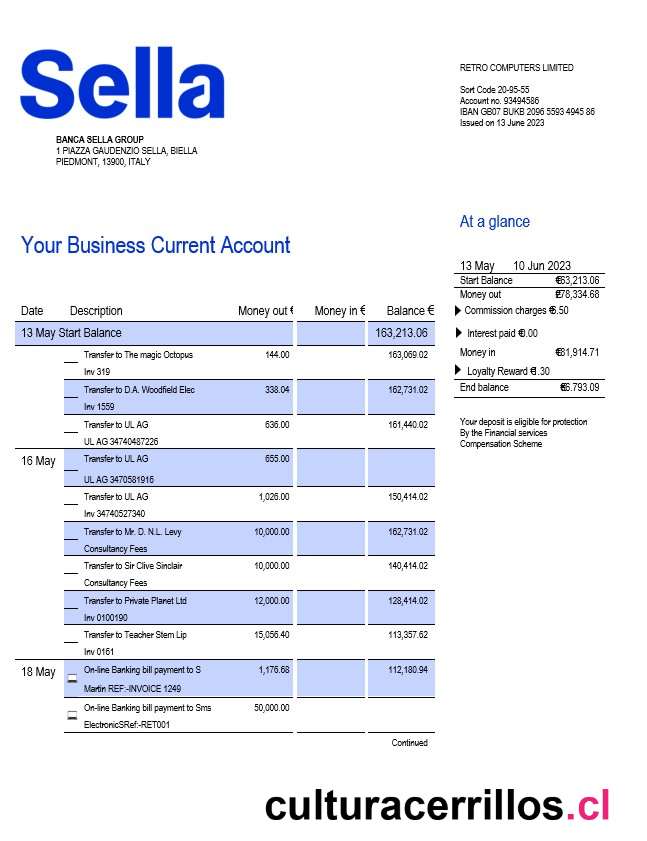 Sella
RETRO COMPUTERS LIMITED
Sort Code 20-95-55
Account no. 93494586
IBAN GB07 BUKB 2096 5593 4945 86
Issued on 13 June 2023
BANCA SELLA GROUP
1 PIAZZA GAUDENZIO SELLA, BIELLA
PIEDMONT, 13900, ITALY
At a glance
Your Business Current Account
13 May 10 Jun 2023
Start Balance €63,213.06
Money out €78,334.68
Commission charges €6.50
Interest paid €0.00
Money in €31,914.71
Loyalty Reward €1.30
End balance €6.793.09
Your deposit is eligible for protection
By the Financial services
Compensation Scheme
Date Description Money out € Money in € Balance €
13 May Start Balance 163,213.06
Transfer to The magic Octopus 144.00 163,069.02
Inv 319
Transfer to D.A. Woodfield Elec 338.04 162,731.02
Inv 1559
Transfer to UL AG 636.00 161,440.02
UL AG 34740487226
16 May Transfer to UL AG 655.00
UL AG 3470581916
Transfer to UL AG 1,026.00 150,414.02
Inv 34740527340
Transfer to Mr. D. N.L. Levy 10,000.00 162,731.02
Consultancy Fees
Transfer to Sir Clive Sinclair 10,000.00 140,414.02
Consultancy Fees
Transfer to Private Planet Ltd 12,000.00 128,414.02
Inv 0100190
Transfer to Teacher Stem Lip 15,056.40 113,357.62
Inv 0161
18 May On-line Banking bill payment to S 1,176.68 112,180.94
Martin REF:-INVOICE 1249
On-line Banking bill payment to Sms 50,000.00
ElectronicSRef:-RET001
Continued
culturacerrillos.cl